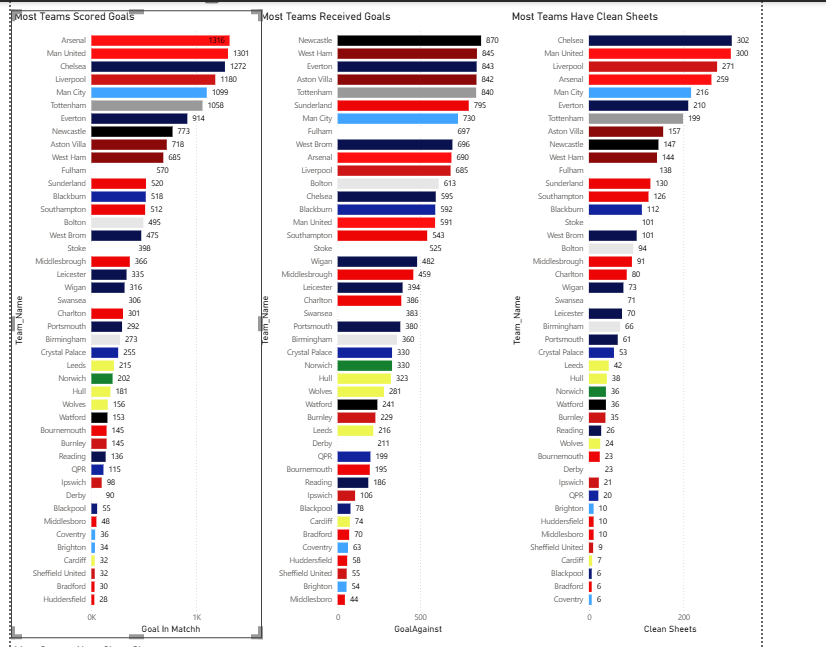 Most Teams Scored Goals
Arsenal 1316
Man United 1301
Chelsea 1272
Liverpool 1180
Man City 1099
Tottenham 1058
Everton 914
Newcastle 773
Aston Villa 718
West Ham 685
Fulham 570
Sunderland 520
Blackburn 518
Southampton 512
Bolton 495
West Brom 475
Stoke 398
Middlesbrough 366
Leicester 335
Wigan 316
Swansea 306
Charlton 301
Portsmouth 292
Birmingham 273
Crystal Palace 255
Leeds 215
Norwich 202
Hull 181
Wolves 156
Watford 153
Bournemouth 145
Burnley 145
Reading 136
QPR 115
Ipswich 98
Derby 90
Blackpool 55
Middlesboro 48
Coventry 36
Brighton 34
Cardiff 32
Sheffield United 32
Bradford 30
Huddersfield 28
0K 1K
Goal In Matchh
Team_Name
Most Teams Received Goals
Newcastle 870
West Ham 845
Everton 843
Aston Villa 842
Tottenham 840
Sunderland 795
Man City 730
Fulham 697
West Brom 696
Arsenal 690
Liverpool 685
Bolton 613
Chelsea 595
Blackburn 592
Man United 591
Southampton 543
Stoke 525
Wigan 482
Middlesbrough 459
Leicester 394
Charlton 386
Swansea 383
Portsmouth 380
Birmingham 360
Crystal Palace 330
Norwich 330
Hull 323
Wolves 281
Watford 241
Burnley 229
Leeds 216
Derby 211
QPR 199
Bournemouth 195
Reading 186
Ipswich 106
Blackpool 78
Cardiff 74
Bradford 70
Coventry 63
Huddersfield 58
Sheffield United 55
Brighton 54
Middlesboro 44
0 500
GoalAgainst
Team_Name
Most Teams Have Clean Sheets
Chelsea 302
Man United 300
Liverpool 271
Arsenal 259
Man City 216
Everton 210
Tottenham 199
Aston Villa 157
Newcastle 147
West Ham 144
Fulham 138
Sunderland 130
Southampton 126
Blackburn 112
Stoke 101
West Brom 101
Bolton 94
Middlesbrough 91
Charlton 80
Wigan 73
Swansea 71
Leicester 70
Birmingham 66
Portsmouth 61
Crystal Palace 53
Leeds 42
Hull 38
Norwich 36
Watford 36
Burnley 35
Reading 26
Wolves 24
Bournemouth 23
Derby 23
Ipswich 21
QPR 20
Brighton 10
Huddersfield 10
Middlesboro 10
Sheffield United 9
Cardiff 7
Blackpool 6
Bradford 6
Coventry 6
0 200
Clean Sheets
Team_Name